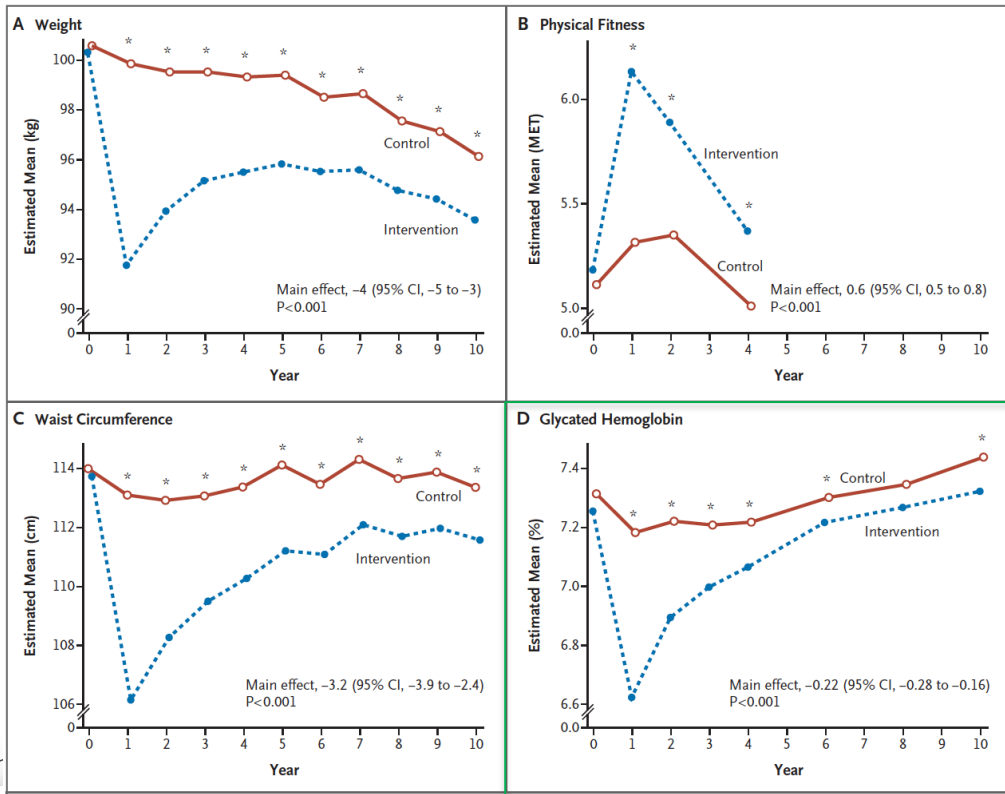 A Weight
Estimated Mean (kg)
100
98
96
94
92
90
0
* * * * * * * * * *
Control
Intervention
Main effect, −4 (95% CI, −5 to −3)
P<0.001
0 1 2 3 4 5 6 7 8 9 10
Year
B Physical Fitness
Estimated Mean (MET)
6.0
5.5
5.0
0.0
* * *
Intervention
Control
Main effect, 0.6 (95% CI, 0.5 to 0.8)
P<0.001
0 1 2 3 4 5 6 7 8 9 10
Year
C Waist Circumference
Estimated Mean (cm)
114
112
110
108
106
0
* * * * * * * * * *
Control
Intervention
Main effect, −3.2 (95% CI, −3.9 to −2.4)
P<0.001
0 1 2 3 4 5 6 7 8 9 10
Year
D Glycated Hemoglobin
Estimated Mean (%)
7.4
7.2
7.0
6.8
6.6
0.0
* * * * * *
Control
Intervention
Main effect, −0.22 (95% CI, −0.28 to −0.16)
P<0.001
0 1 2 3 4 5 6 7 8 9 10
Year